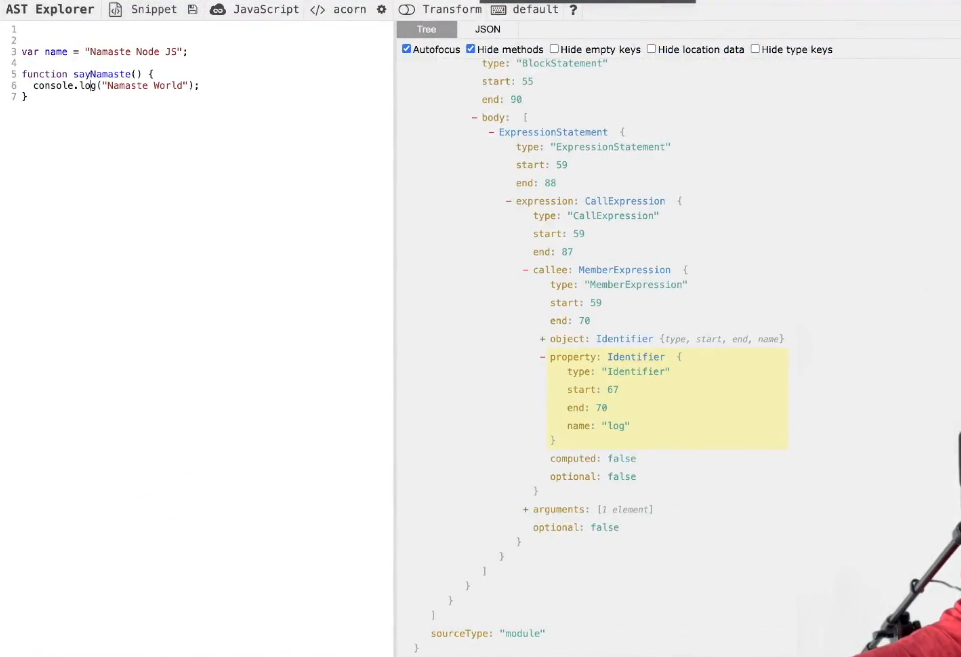 AST Explorer Snippet JavaScript </> acorn Transform default ?
Tree JSON
Autofocus Hide methods Hide empty keys Hide location data Hide type keys
1
2
3 var name = "Namaste Node JS";
4
5 function sayNamaste() {
6 console.log("Namaste World");
7 }
type: "BlockStatement"
start: 55
end: 90
- body: [
- ExpressionStatement {
type: "ExpressionStatement"
start: 59
end: 88
- expression: CallExpression {
type: "CallExpression"
start: 59
end: 87
- callee: MemberExpression {
type: "MemberExpression"
start: 59
end: 70
+ object: Identifier {type, start, end, name}
- property: Identifier {
type: "Identifier"
start: 67
end: 70
name: "log"
}
computed: false
optional: false
}
+ arguments: [1 element]
optional: false
}
}
]
}
}
]
sourceType: "module"
}